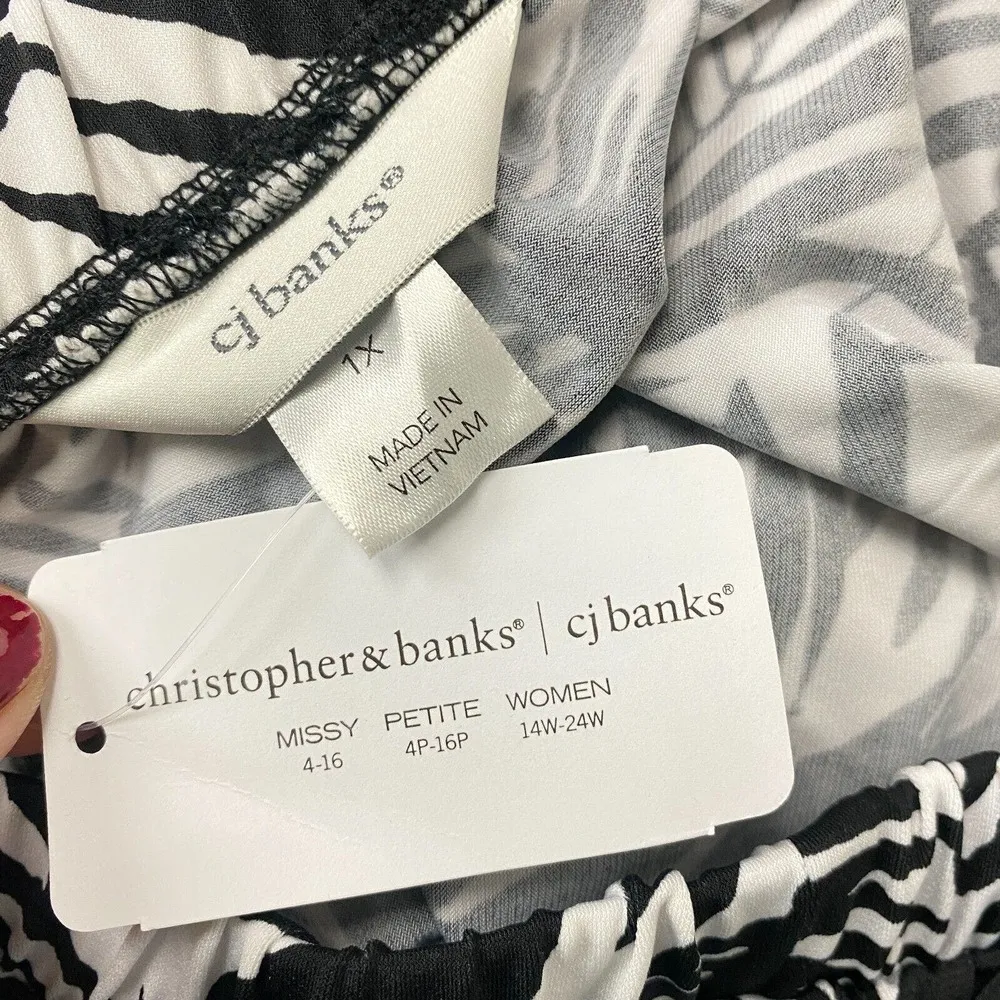 cj banks®
1X
MADE IN
VIETNAM
christopher & banks® | cj banks®
MISSY PETITE WOMEN
4-16 4P-16P 14W-24W